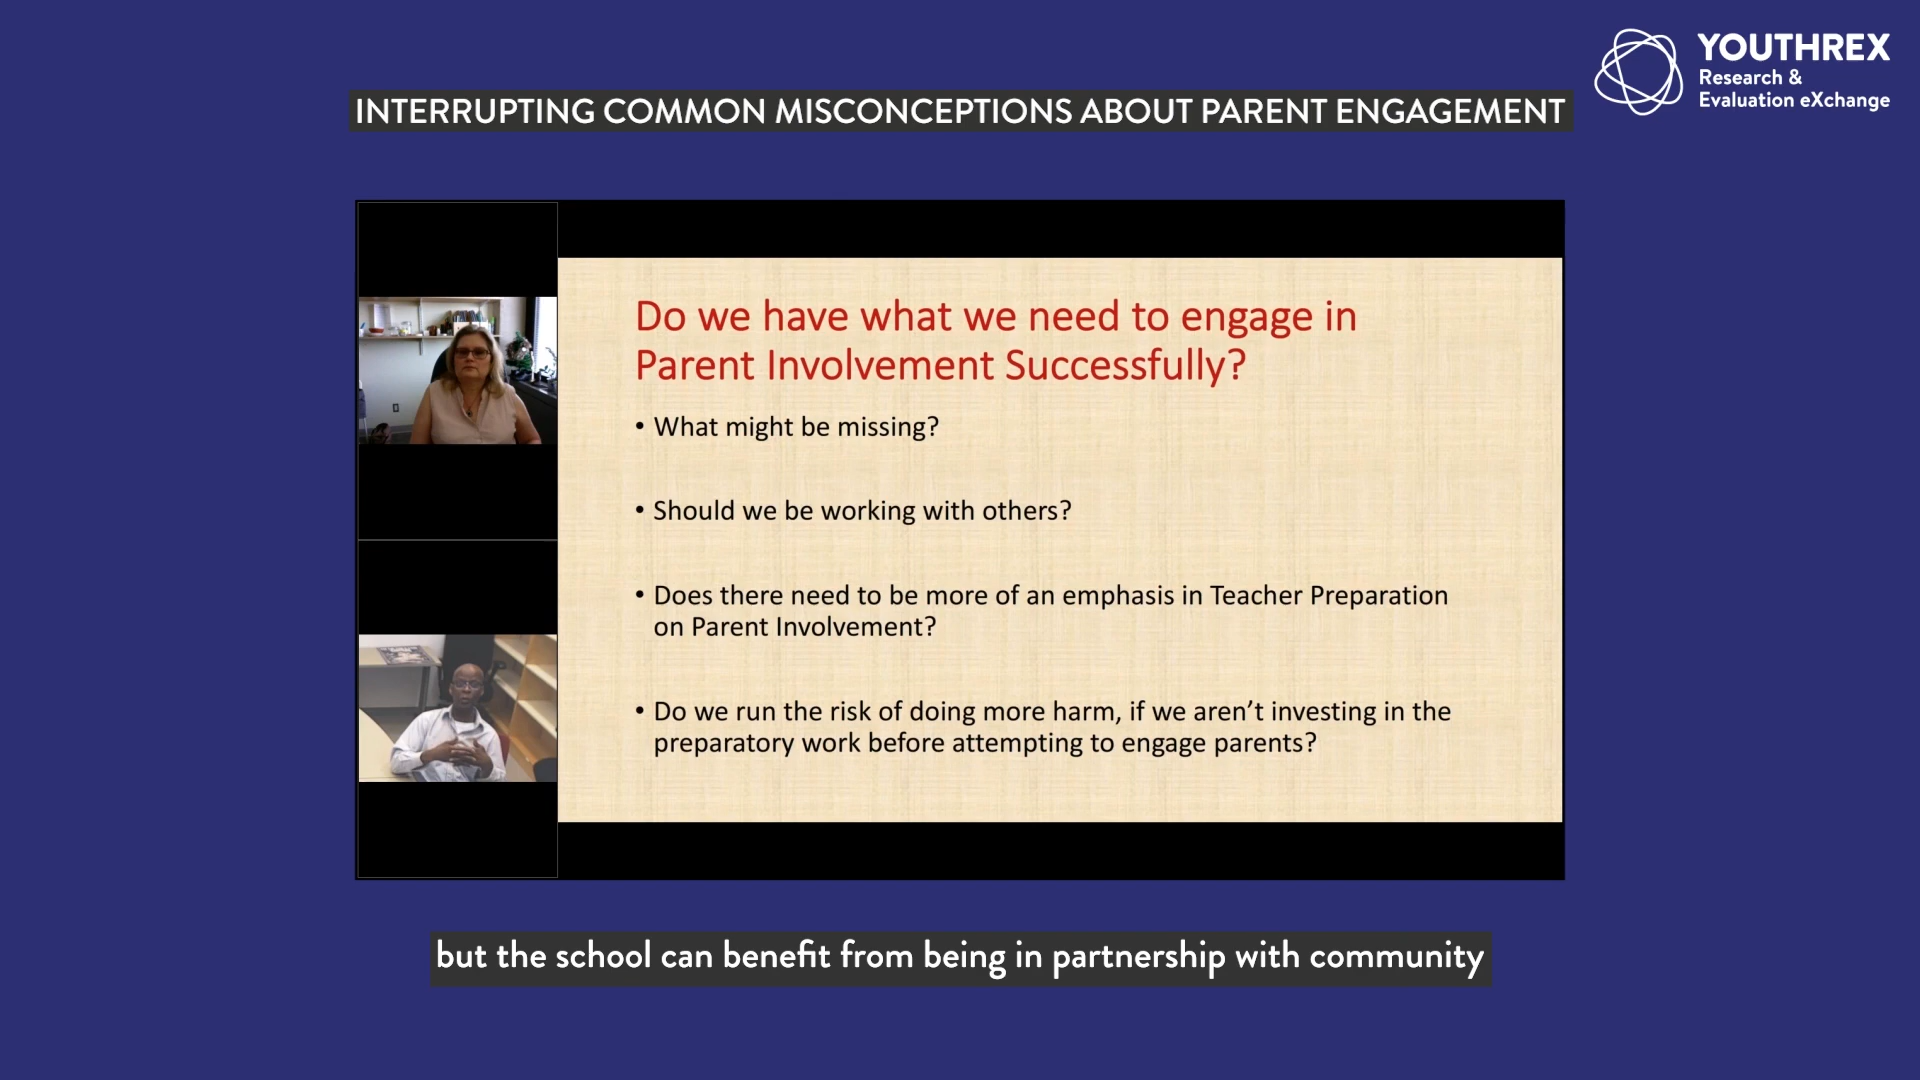 YOUTHREX
Research &
Evaluation eXchange
INTERRUPTING COMMON MISCONCEPTIONS ABOUT PARENT ENGAGEMENT
Do we have what we need to engage in
Parent Involvement Successfully?
• What might be missing?
• Should we be working with others?
• Does there need to be more of an emphasis in Teacher Preparation
on Parent Involvement?
• Do we run the risk of doing more harm, if we aren’t investing in the
preparatory work before attempting to engage parents?
but the school can benefit from being in partnership with community